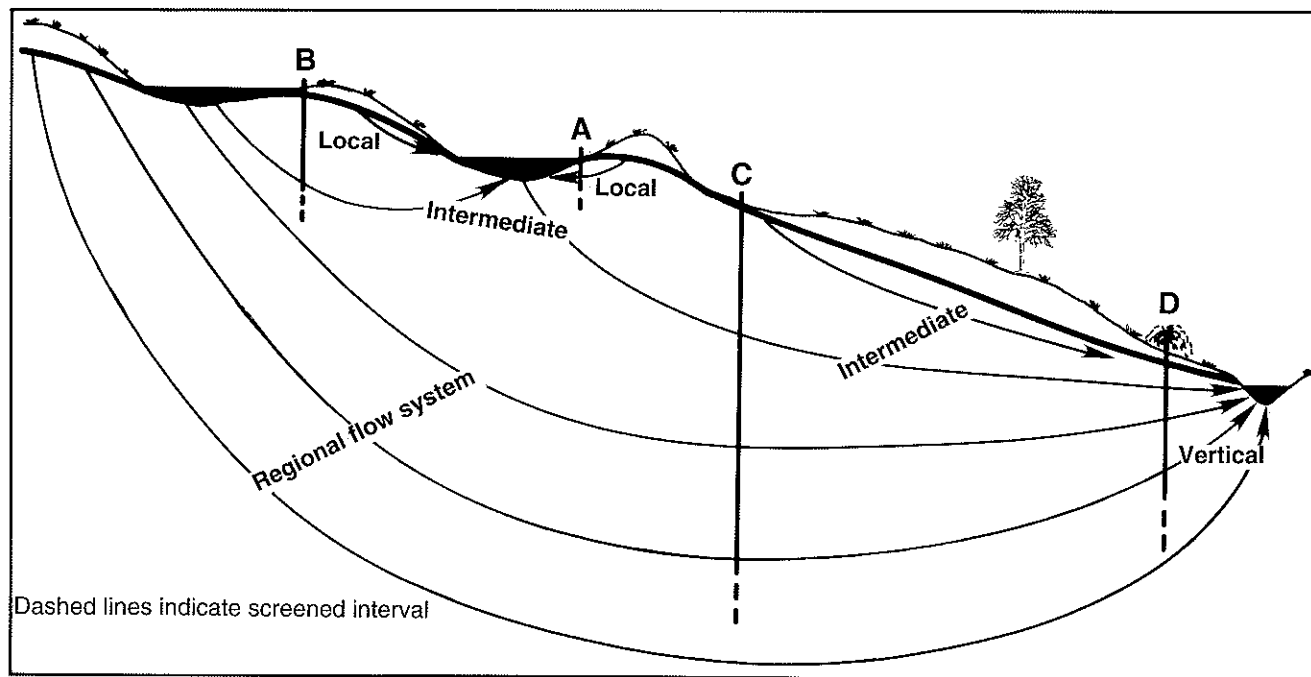 B
A
C
D
Local
Local
Intermediate
Intermediate
Regional flow system
Vertical
Dashed lines indicate screened interval